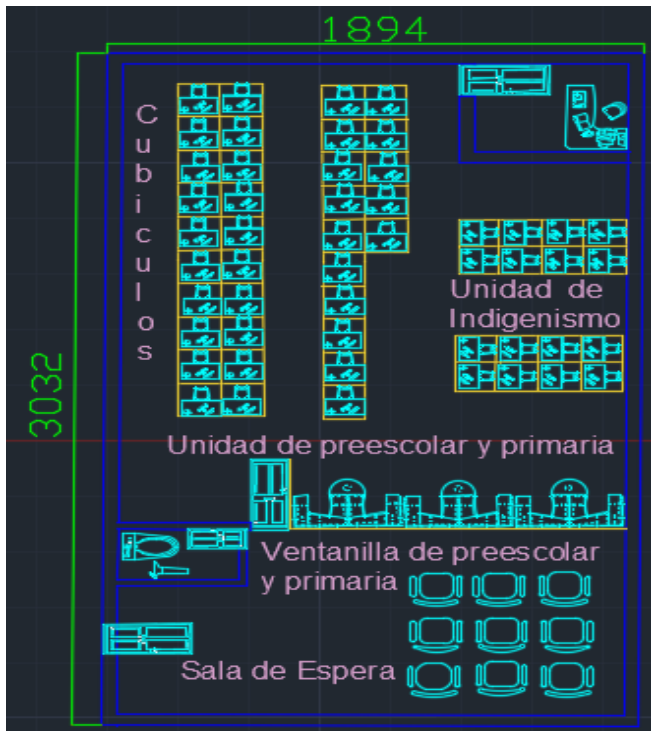 1894
Cubiculos
3032
Unidad de
Indigenismo
Unidad de preescolar y primaria
Ventanilla de preescolar
y primaria
Sala de Espera